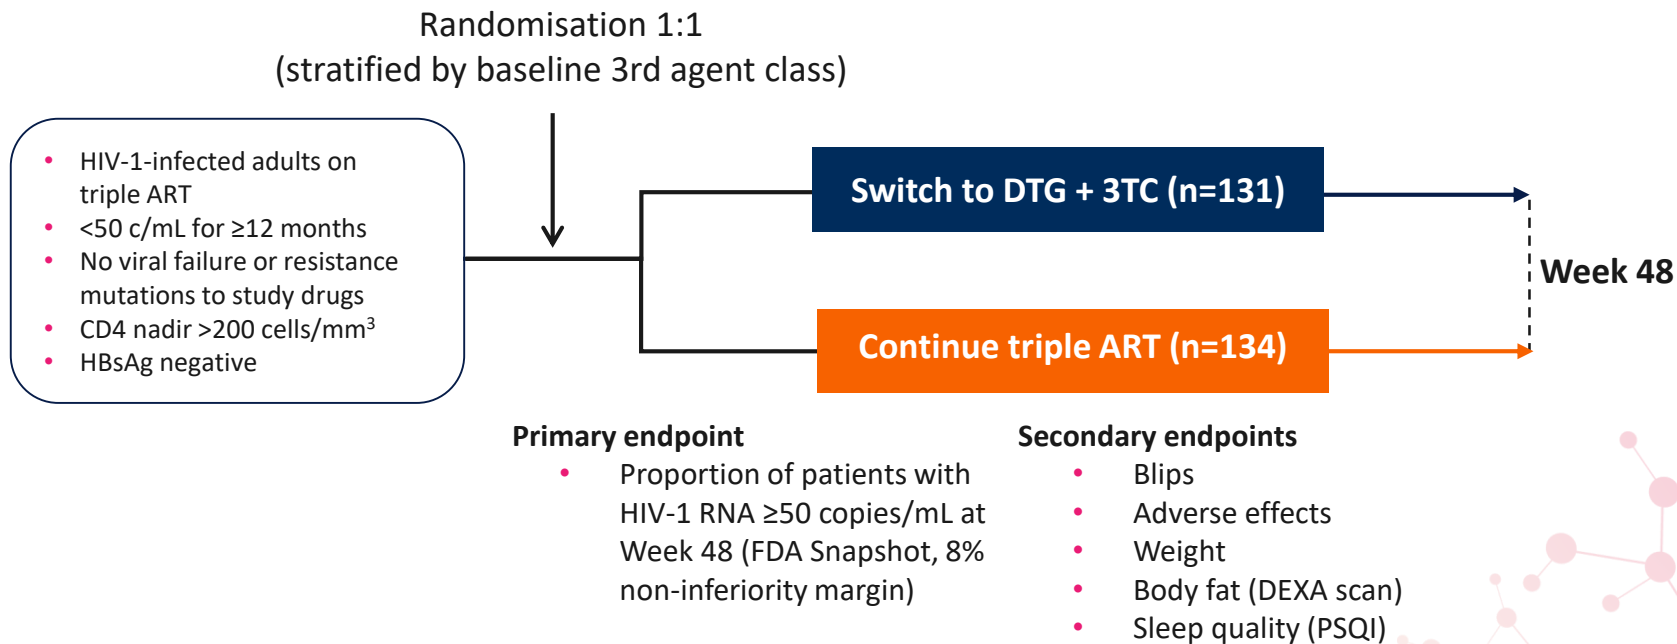 Randomisation 1:1
(stratified by baseline 3rd agent class)
• HIV-1-infected adults on
triple ART
• <50 c/mL for ≥12 months
• No viral failure or resistance
mutations to study drugs
• CD4 nadir >200 cells/mm³
• HBsAg negative
Switch to DTG + 3TC (n=131)
Continue triple ART (n=134)
Week 48
Primary endpoint
• Proportion of patients with
HIV-1 RNA ≥50 copies/mL at
Week 48 (FDA Snapshot, 8%
non-inferiority margin)
Secondary endpoints
• Blips
• Adverse effects
• Weight
• Body fat (DEXA scan)
• Sleep quality (PSQI)